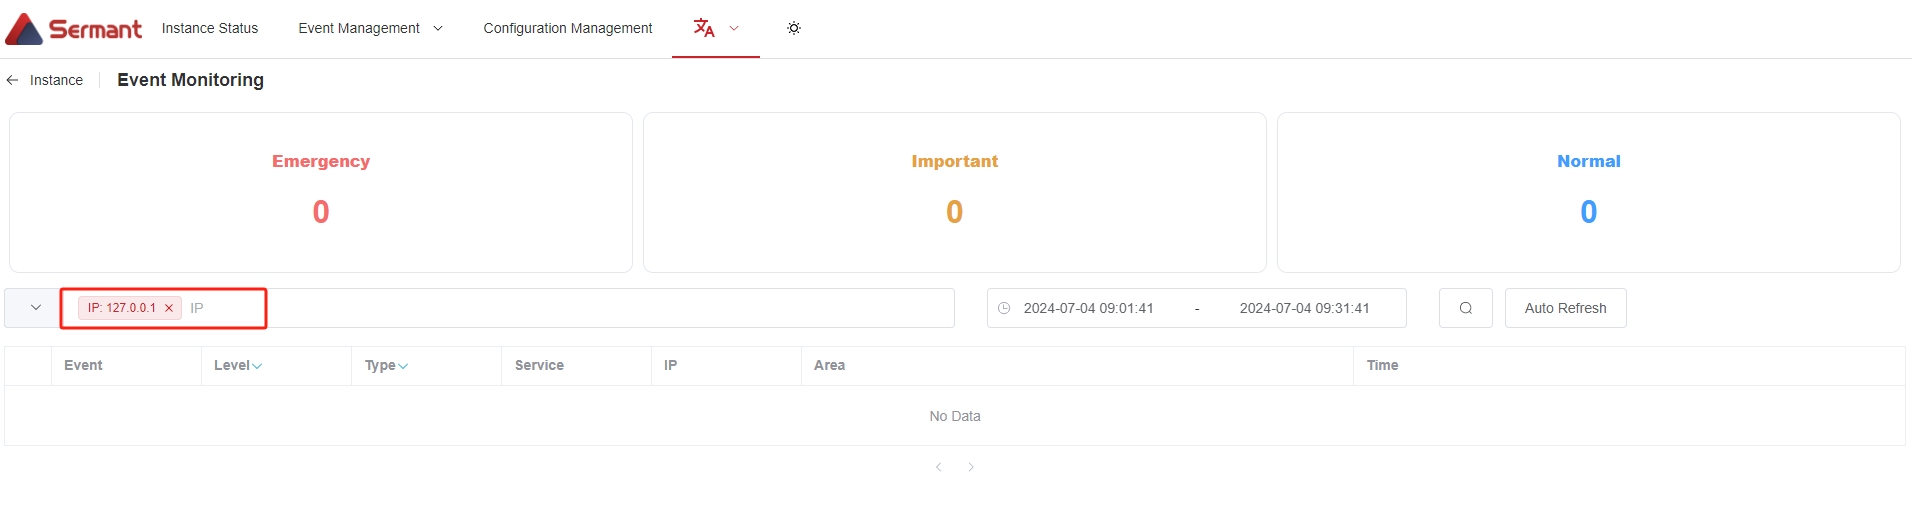 Sermant Instance Status Event Management Configuration Management 文A
Instance Event Monitoring
Emergency Important Normal
0 0 0
IP: 127.0.0.1 × IP 2024-07-04 09:01:41 - 2024-07-04 09:31:41 Auto Refresh
Event Level Type Service IP Area Time
No Data